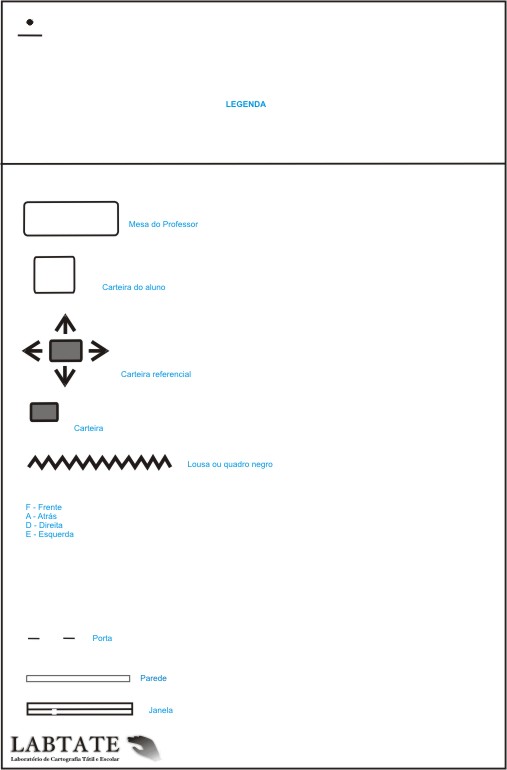 LEGENDA
Mesa do Professor
Carteira do aluno
Carteira referencial
Carteira
Lousa ou quadro negro
F - Frente
A - Atrás
D - Direita
E - Esquerda
Porta
Parede
Janela
LABTATE
Laboratório de Cartografia Tátil e Escolar